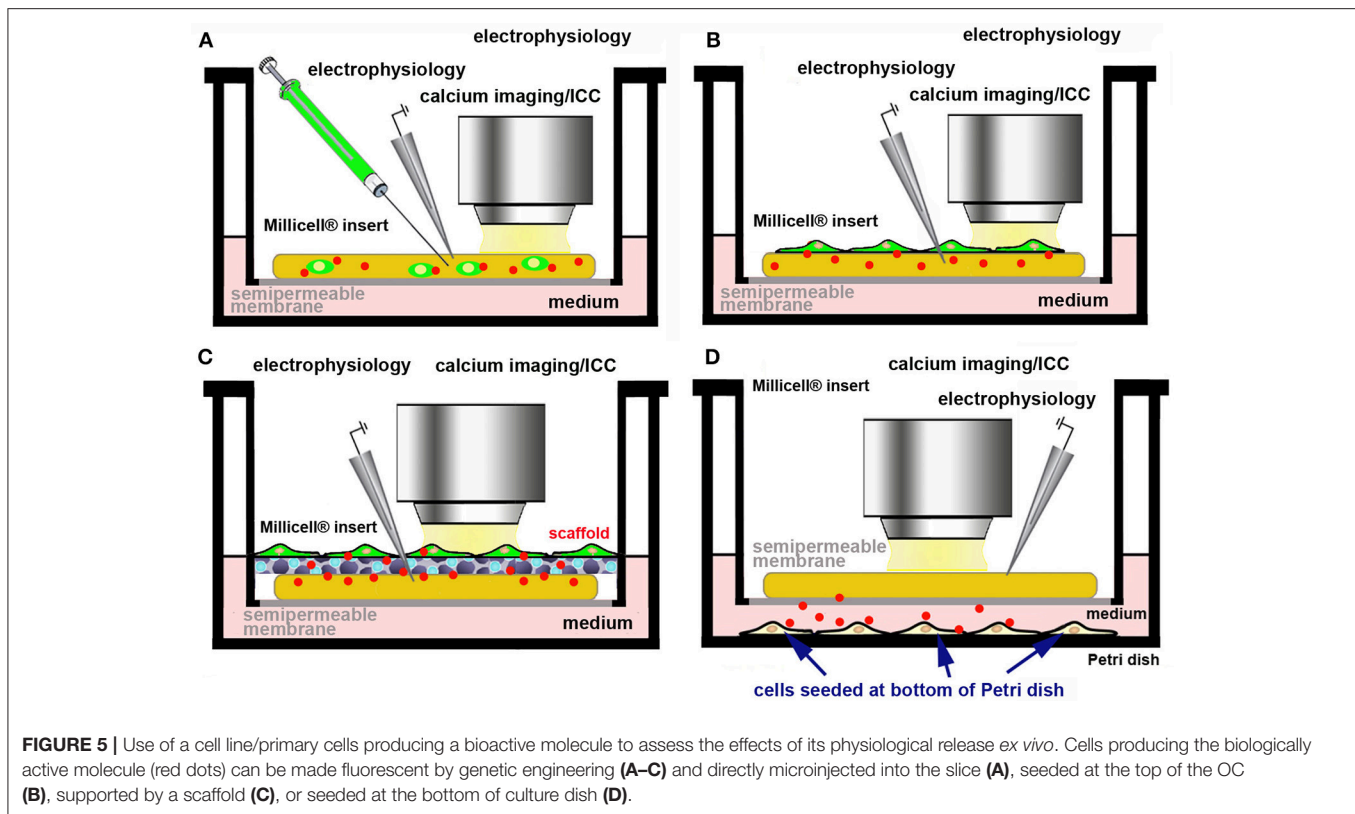 A
electrophysiology
electrophysiology
calcium imaging/ICC
Millicell® insert
semipermeable
membrane
medium
B
electrophysiology
electrophysiology
calcium imaging/ICC
Millicell® insert
semipermeable
membrane
medium
C
electrophysiology
calcium imaging/ICC
Millicell® insert
scaffold
semipermeable
membrane
medium
D
calcium imaging/ICC
Millicell® insert
electrophysiology
semipermeable
membrane
medium
Petri dish
cells seeded at bottom of Petri dish
FIGURE 5 | Use of a cell line/primary cells producing a bioactive molecule to assess the effects of its physiological release ex vivo. Cells producing the biologically
active molecule (red dots) can be made fluorescent by genetic engineering (A–C) and directly microinjected into the slice (A), seeded at the top of the OC
(B), supported by a scaffold (C), or seeded at the bottom of culture dish (D).